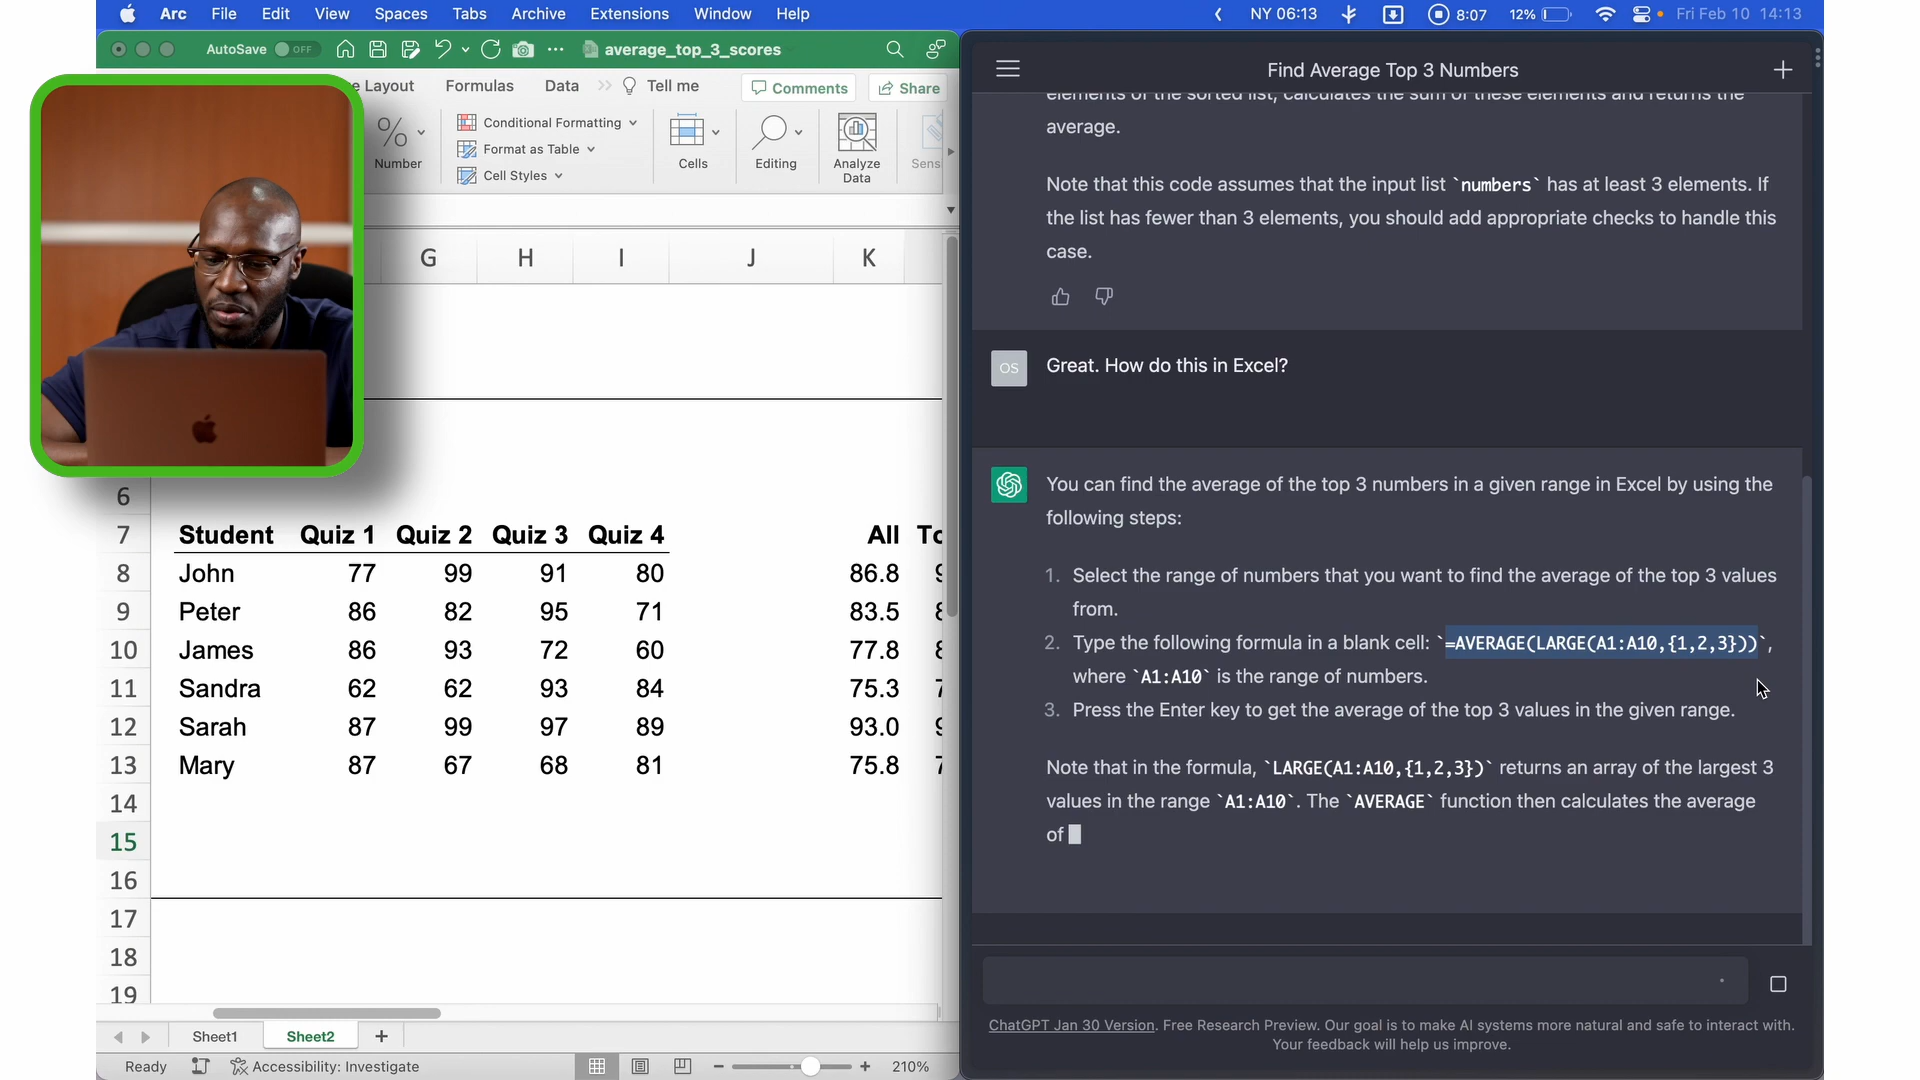 Arc File Edit View Spaces Tabs Archive Extensions Window Help
NY 06:13 8:07 12% Fri Feb 10 14:13
AutoSave OFF average_top_3_scores
Layout Formulas Data Tell me Comments Share
Number
Conditional Formatting
Format as Table
Cell Styles
Cells
Editing
Analyze
Data
G H I J K
6
7 Student Quiz 1 Quiz 2 Quiz 3 Quiz 4 All
8 John 77 99 91 80 86.8
9 Peter 86 82 95 71 83.5
10 James 86 93 72 60 77.8
11 Sandra 62 62 93 84 75.3
12 Sarah 87 99 97 89 93.0
13 Mary 87 67 68 81 75.8
14
15
16
17
18
19
Sheet1 Sheet2 +
Ready Accessibility: Investigate 210%
Find Average Top 3 Numbers
elements of the sorted list, calculates the sum of these elements and returns the
average.
Note that this code assumes that the input list `numbers` has at least 3 elements. If
the list has fewer than 3 elements, you should add appropriate checks to handle this
case.
OS
Great. How do this in Excel?
You can find the average of the top 3 numbers in a given range in Excel by using the
following steps:
1. Select the range of numbers that you want to find the average of the top 3 values
from.
2. Type the following formula in a blank cell: `=AVERAGE(LARGE(A1:A10,{1,2,3}))`,
where `A1:A10` is the range of numbers.
3. Press the Enter key to get the average of the top 3 values in the given range.
Note that in the formula, `LARGE(A1:A10,{1,2,3})` returns an array of the largest 3
values in the range `A1:A10`. The `AVERAGE` function then calculates the average
of
ChatGPT Jan 30 Version. Free Research Preview. Our goal is to make AI systems more natural and safe to interact with.
Your feedback will help us improve.